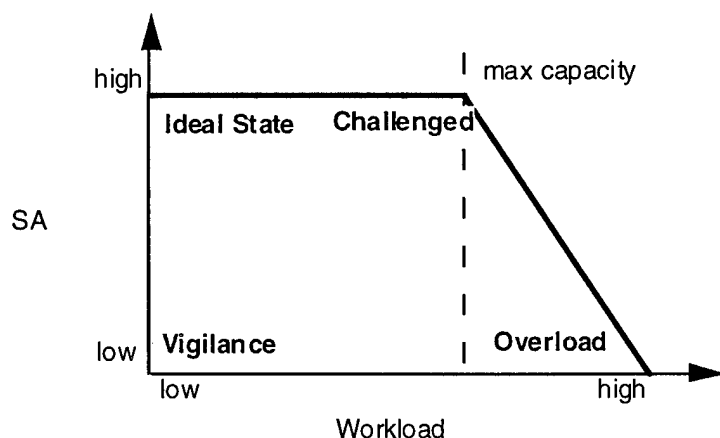 high
max capacity
Ideal State
Challenged
SA
low
Vigilance
Overload
low
high
Workload